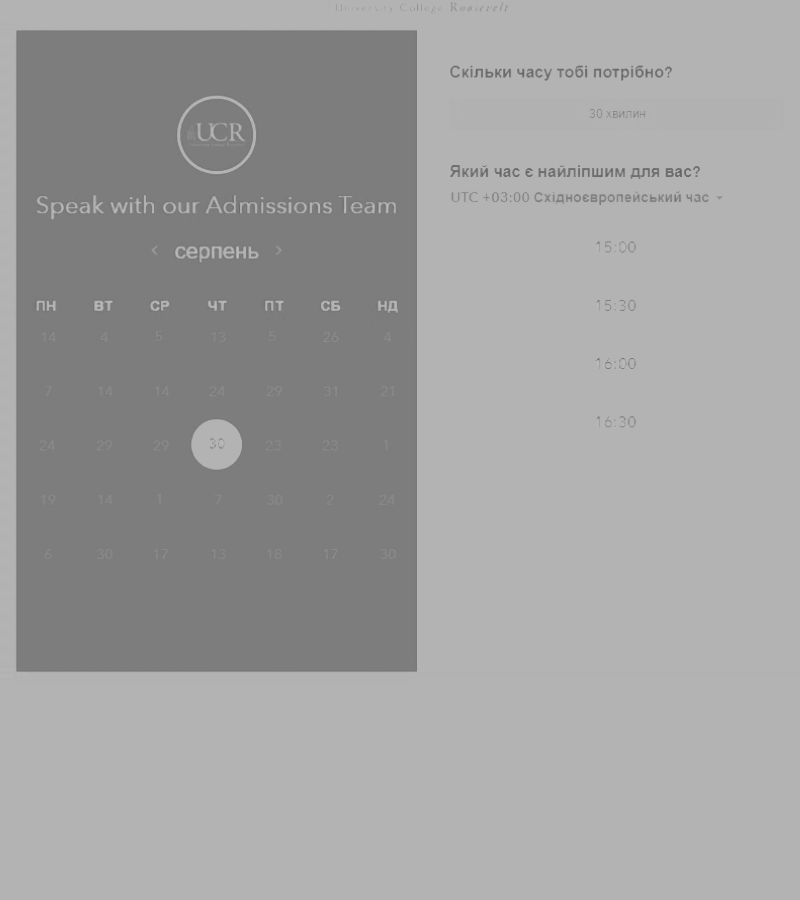 University College Roosevelt
UCR
Speak with our Admissions Team
серпень
ПН ВТ СР ЧТ ПТ СБ НД
14 4 5 13 5 26 4
7 14 14 24 29 31 21
24 29 29 30 23 23 1
19 14 1 7 30 2 24
6 30 17 13 18 17 30
Скільки часу тобі потрібно?
30 хвилин
Який час є найліпшим для вас?
UTC +03:00 Східноєвропейський час
15:00
15:30
16:00
16:30